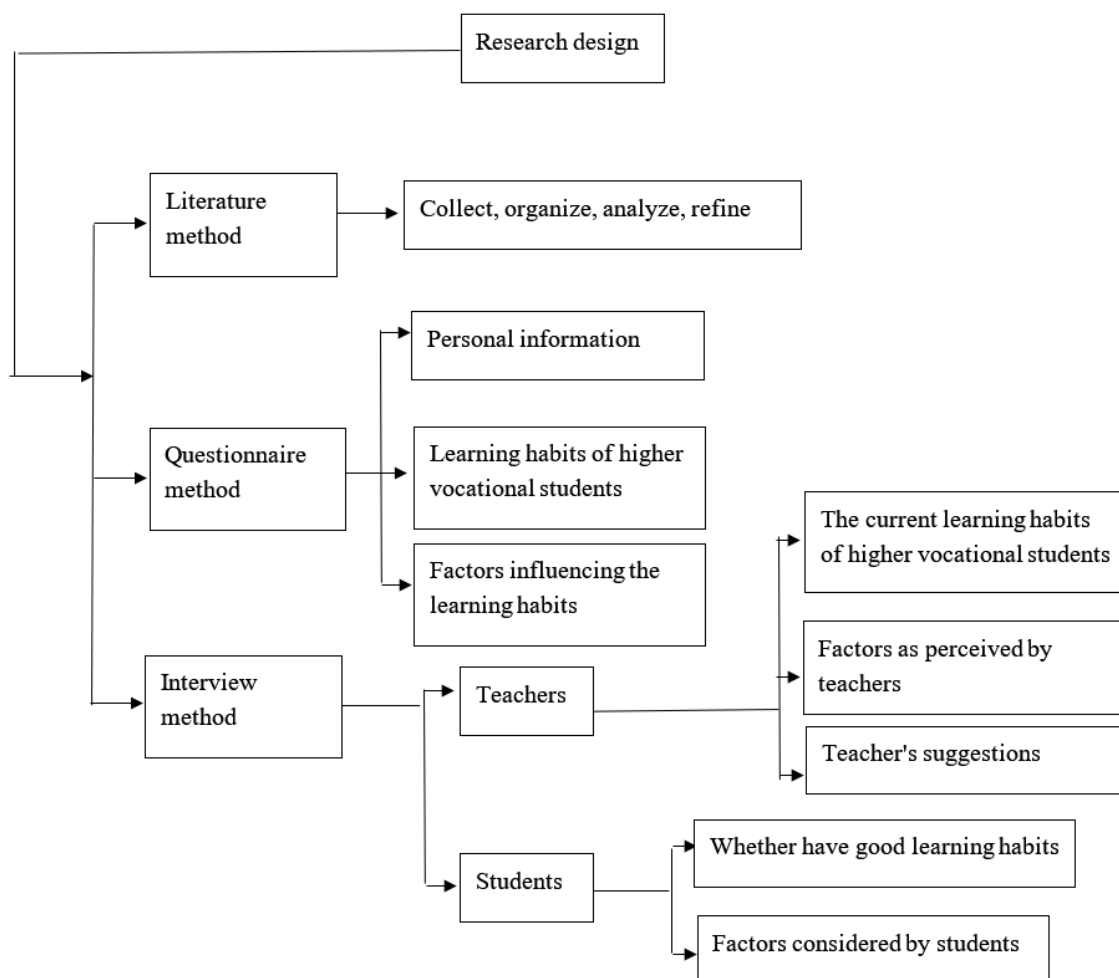 Research design
Literature
method
Collect, organize, analyze, refine
Personal information
Questionnaire
method
Learning habits of higher
vocational students
Factors influencing the
learning habits
Interview
method
Teachers
The current learning habits
of higher vocational students
Factors as perceived by
teachers
Teacher's suggestions
Students
Whether have good learning habits
Factors considered by students